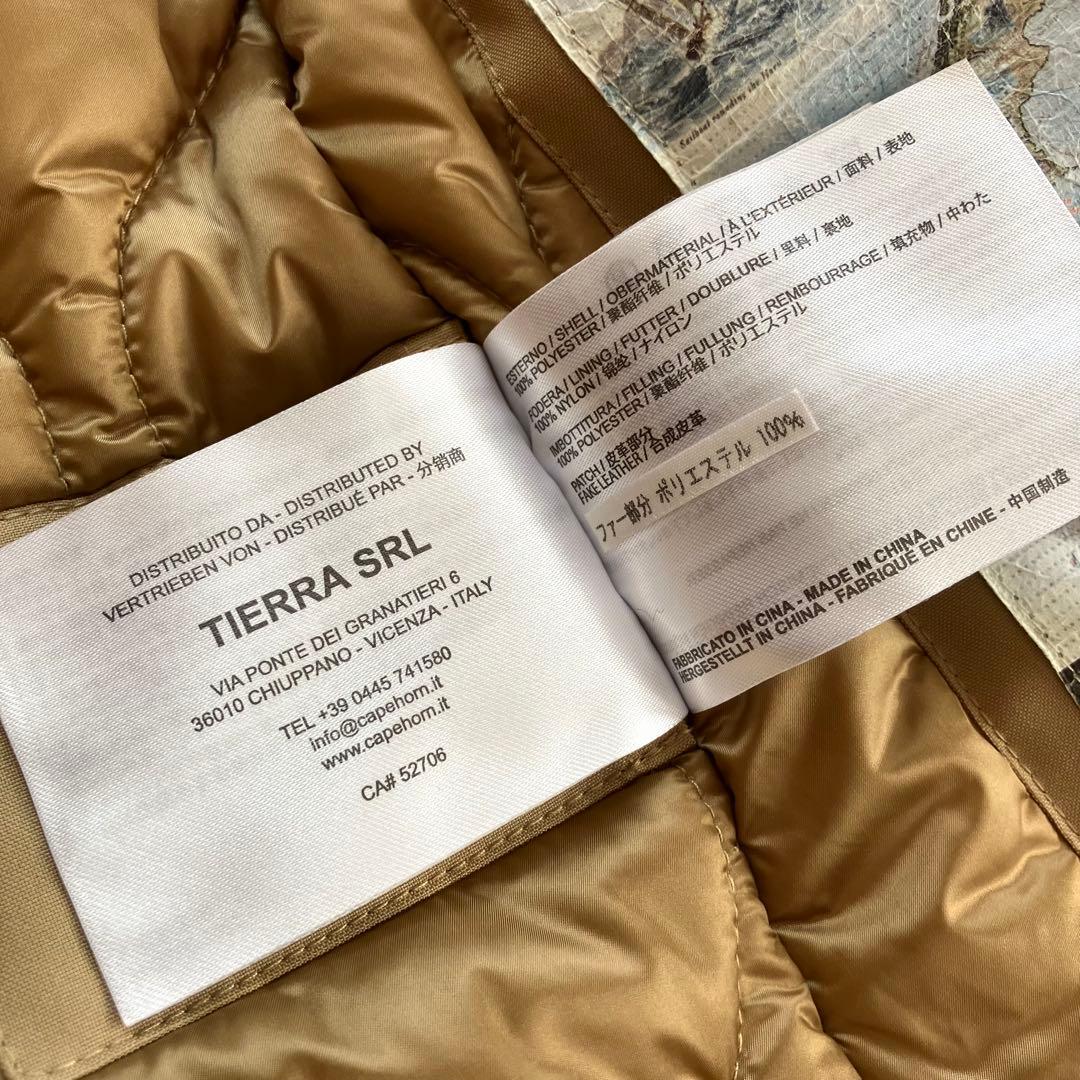 DISTRIBUITO DA - DISTRIBUTED BY
VERTRIEBEN VON - DISTRIBUÉ PAR - 分销商
TIERRA SRL
VIA PONTE DEI GRANATIERI 6
36010 CHIUPPANO - VICENZA - ITALY
TEL +39 0445 741580
info@capehorn.it
www.capehorn.it
CA# 52706
ESTERNO / SHELL / OBERMATERIAL / À L'EXTÉRIEUR / 面料 / 表地
100% POLYESTER / 聚酯纤维 / ポリエステル
FODERA / LINING / FUTTER / DOUBLURE / 里料 / 裏地
100% NYLON / 锦纶 / ナイロン
IMBOTTITURA / FILLING / FULLUNG / REMBOURRAGE / 填充物 / 中わた
100% POLYESTER / 聚酯纤维 / ポリエステル
PATCH / 皮革部分
FAKE LEATHER / 合成皮革
ファー部分 ポリエステル 100%
FABBRICATO IN CINA - MADE IN CHINA
HERGESTELLT IN CHINA - FABRIQUÉ EN CHINE - 中国制造